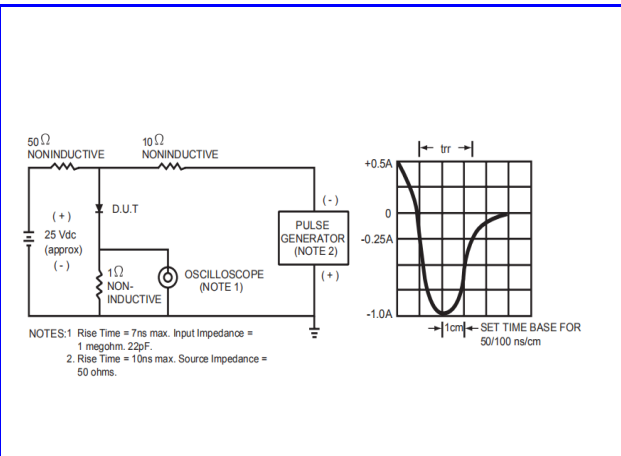 50Ω
NONINDUCTIVE
10Ω
NONINDUCTIVE
D.U.T
(+)
25 Vdc
(approx)
(-)
1Ω
NON-
INDUCTIVE
OSCILLOSCOPE
(NOTE 1)
(-)
PULSE
GENERATOR
(NOTE 2)
(+)
trr
+0.5A
0
-0.25A
-1.0A
1cm
SET TIME BASE FOR
50/100 ns/cm
NOTES:1 Rise Time = 7ns max. Input Impedance =
1 megohm. 22pF.
2. Rise Time = 10ns max. Source Impedance =
50 ohms.